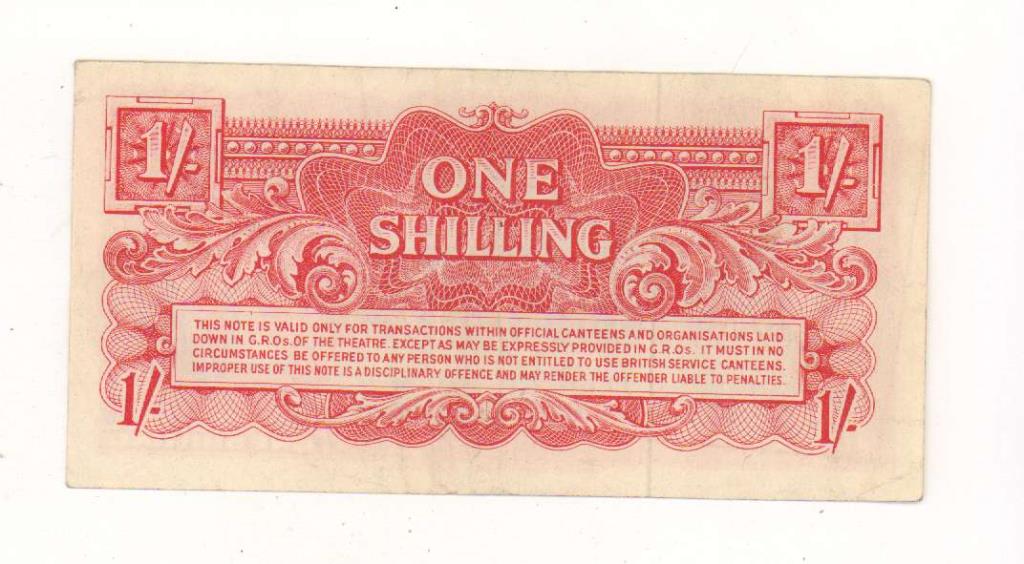 1/- 1/-
ONE
SHILLING
THIS NOTE IS VALID ONLY FOR TRANSACTIONS WITHIN OFFICIAL CANTEENS AND ORGANISATIONS LAID
DOWN IN G.R.Os. OF THE THEATRE. EXCEPT AS MAY BE EXPRESSLY PROVIDED IN G.R.Os. IT MUST IN NO
CIRCUMSTANCES BE OFFERED TO ANY PERSON WHO IS NOT ENTITLED TO USE BRITISH SERVICE CANTEENS.
IMPROPER USE OF THIS NOTE IS A DISCIPLINARY OFFENCE AND MAY RENDER THE OFFENDER LIABLE TO PENALTIES.
1/- 1/-